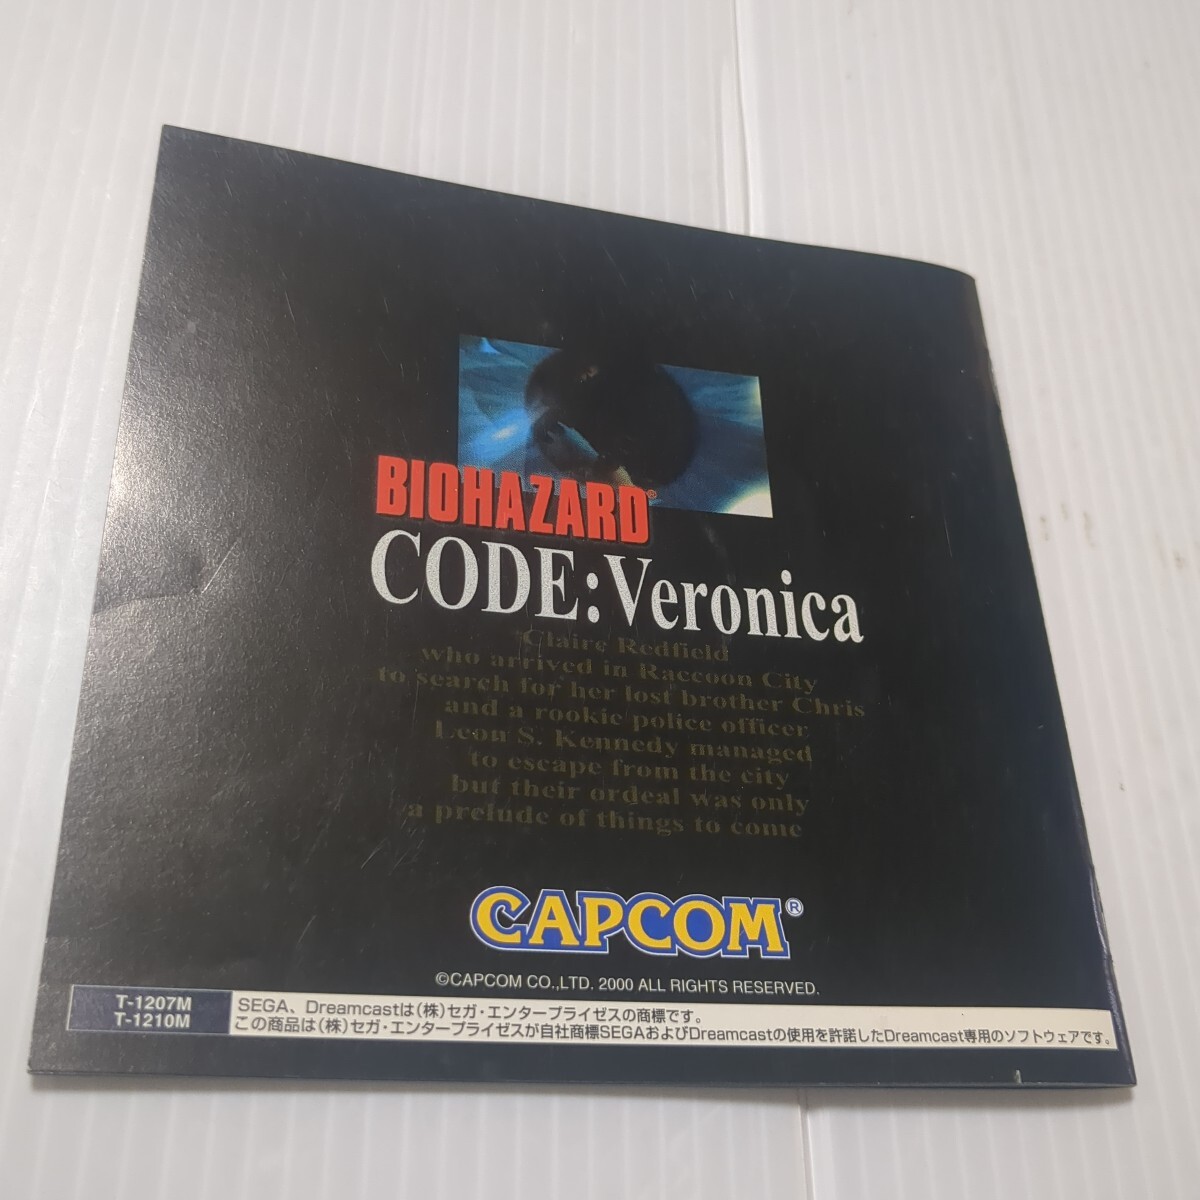 BIOHAZARD®
CODE:Veronica
Claire Redfield
who arrived in Raccoon City
to search for her lost brother Chris
and a rookie police officer
Leon S. Kennedy managed
to escape from the city
but their ordeal was only
a prelude of things to come
CAPCOM®
©CAPCOM CO.,LTD. 2000 ALL RIGHTS RESERVED.
T-1207M
T-1210M
SEGA、Dreamcastは(株)セガ・エンタープライゼスの商標です。
この商品は(株)セガ・エンタープライゼスが自社商標SEGAおよびDreamcastの使用を許諾したDreamcast専用のソフトウェアです。